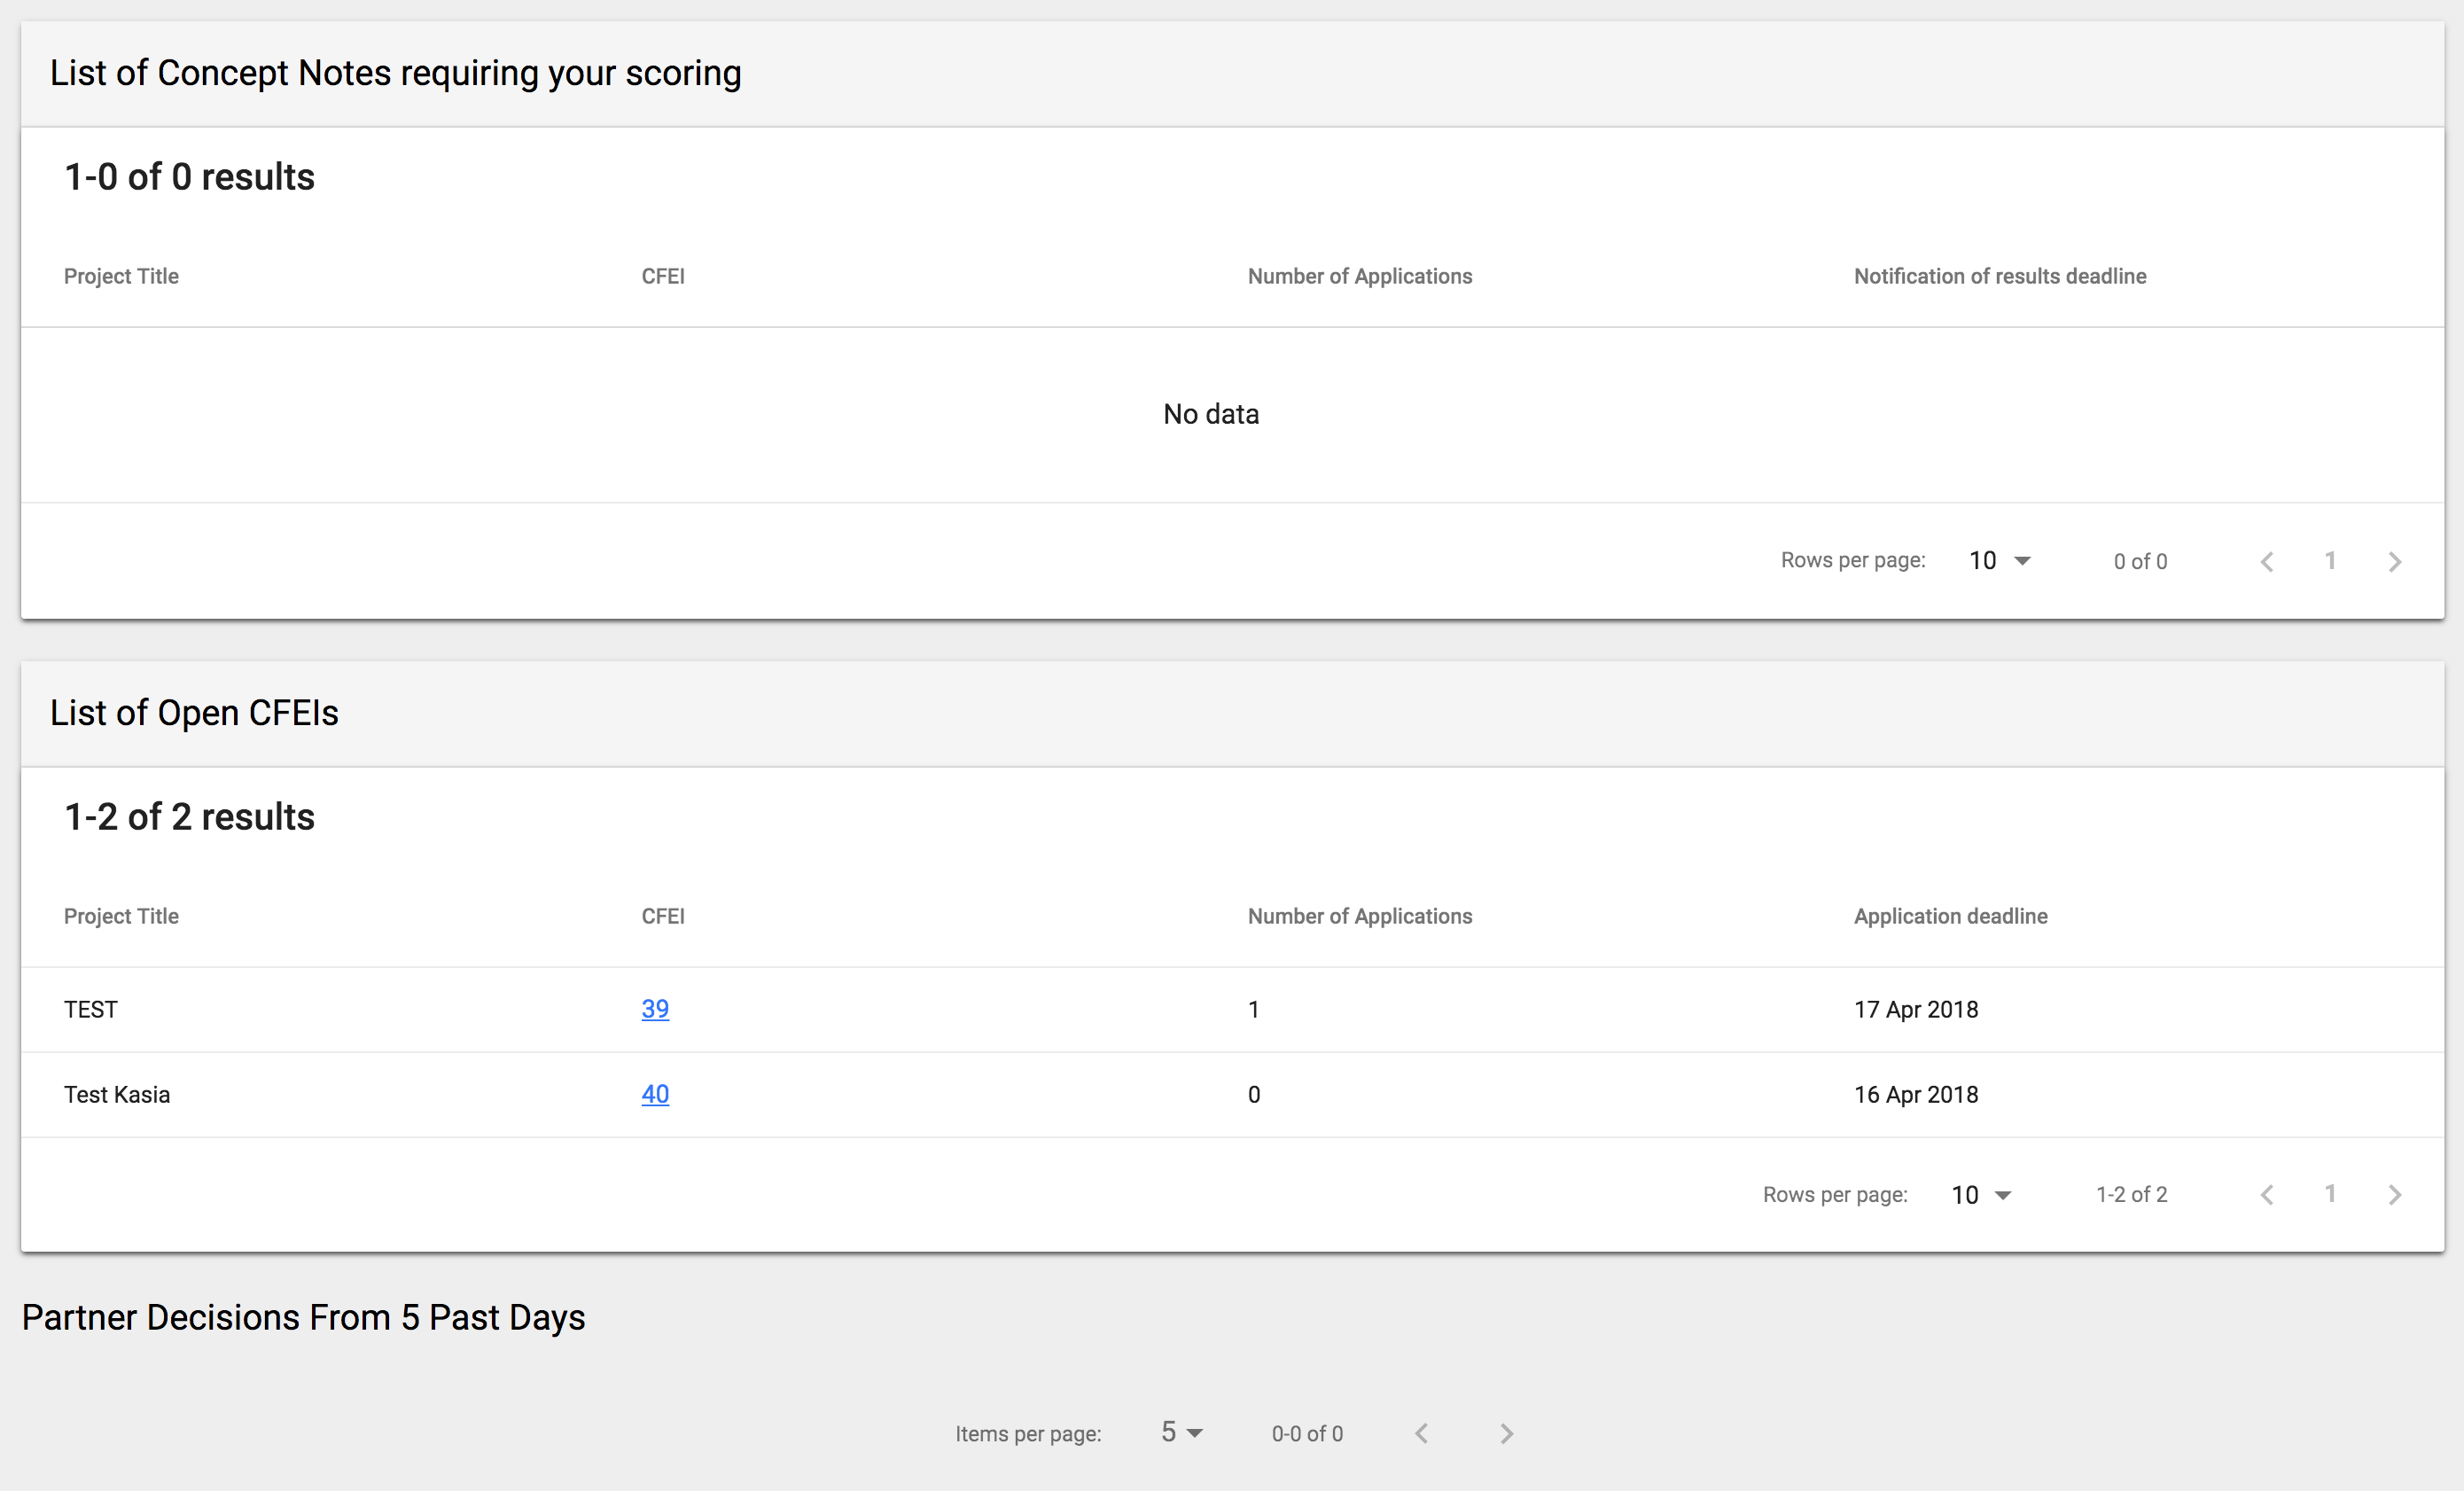 List of Concept Notes requiring your scoring
1-0 of 0 results
Project Title CFEI Number of Applications Notification of results deadline
No data
Rows per page: 10 0 of 0 1
List of Open CFEIs
1-2 of 2 results
Project Title CFEI Number of Applications Application deadline
TEST 39 1 17 Apr 2018
Test Kasia 40 0 16 Apr 2018
Rows per page: 10 1-2 of 2 1
Partner Decisions From 5 Past Days
Items per page: 5 0-0 of 0